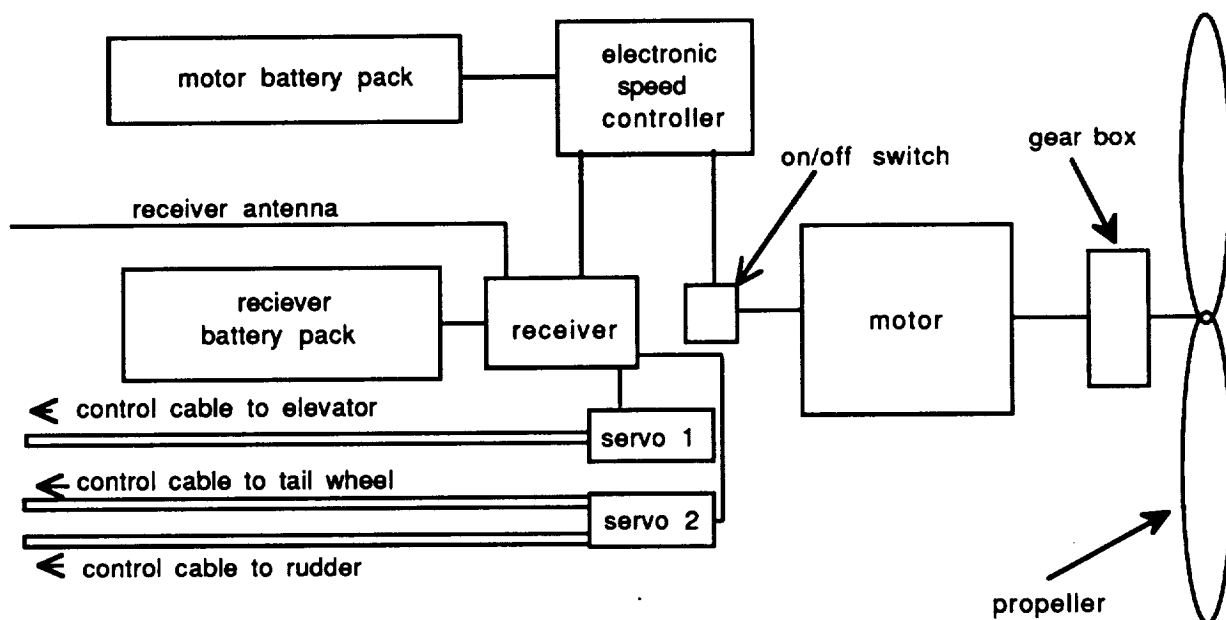 motor battery pack
electronic
speed
controller
on/off switch
gear box
receiver antenna
reciever
battery pack
receiver
motor
control cable to elevator
servo 1
control cable to tail wheel
servo 2
control cable to rudder
propeller